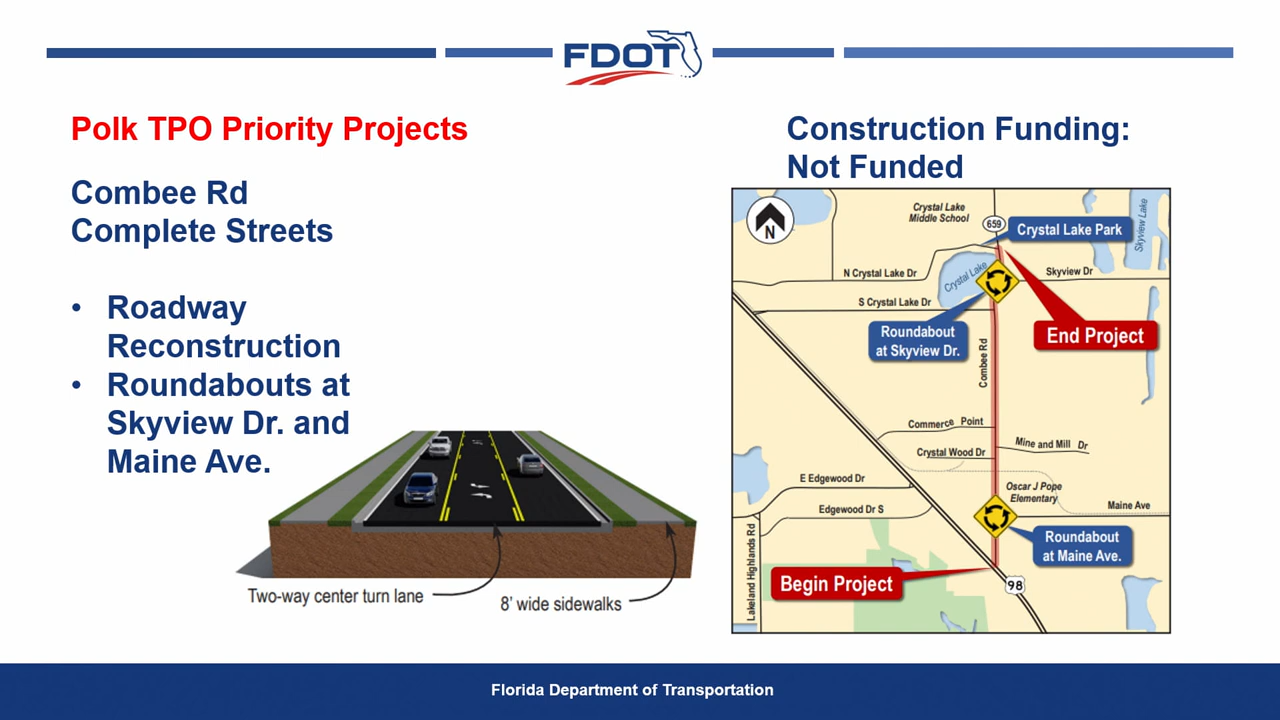 FDOT
Polk TPO Priority Projects
Combee Rd
Complete Streets
• Roadway
Reconstruction
• Roundabouts at
Skyview Dr. and
Maine Ave.
Two-way center turn lane
8' wide sidewalks
Construction Funding:
Not Funded
N
Crystal Lake
Middle School
659
Crystal Lake Park
Skyview Lake
N Crystal Lake Dr
Crystal Lake
Skyview Dr
S Crystal Lake Dr
Roundabout
at Skyview Dr.
End Project
Combee Rd
Commerce Point
Crystal Wood Dr
Mine and Mill Dr
E Edgewood Dr
Oscar J Pope
Elementary
Edgewood Dr S
Maine Ave
Lakeland Highlands Rd
Roundabout
at Maine Ave.
Begin Project
98
Florida Department of Transportation